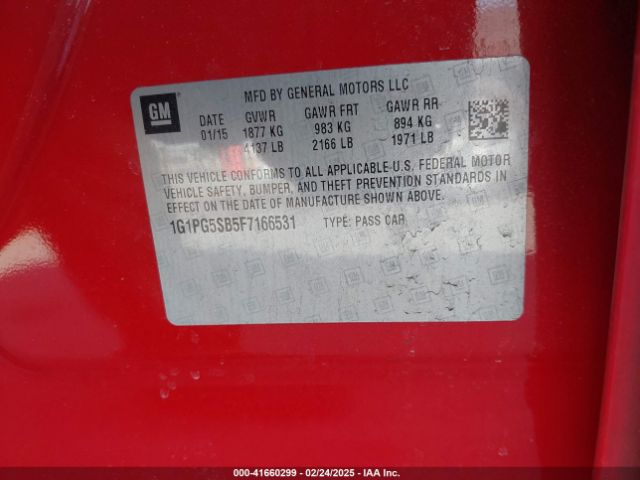 GM
MFD BY GENERAL MOTORS LLC
DATE GVWR GAWR FRT GAWR RR
01/15 1877 KG 983 KG 894 KG
4137 LB 2166 LB 1971 LB
THIS VEHICLE CONFORMS TO ALL APPLICABLE U.S. FEDERAL MOTOR
VEHICLE SAFETY, BUMPER, AND THEFT PREVENTION STANDARDS IN
EFFECT ON THE DATE OF MANUFACTURE SHOWN ABOVE.
1G1PG5SB5F7166531 TYPE: PASS CAR
000-41660299 - 02/24/2025 - IAA Inc.